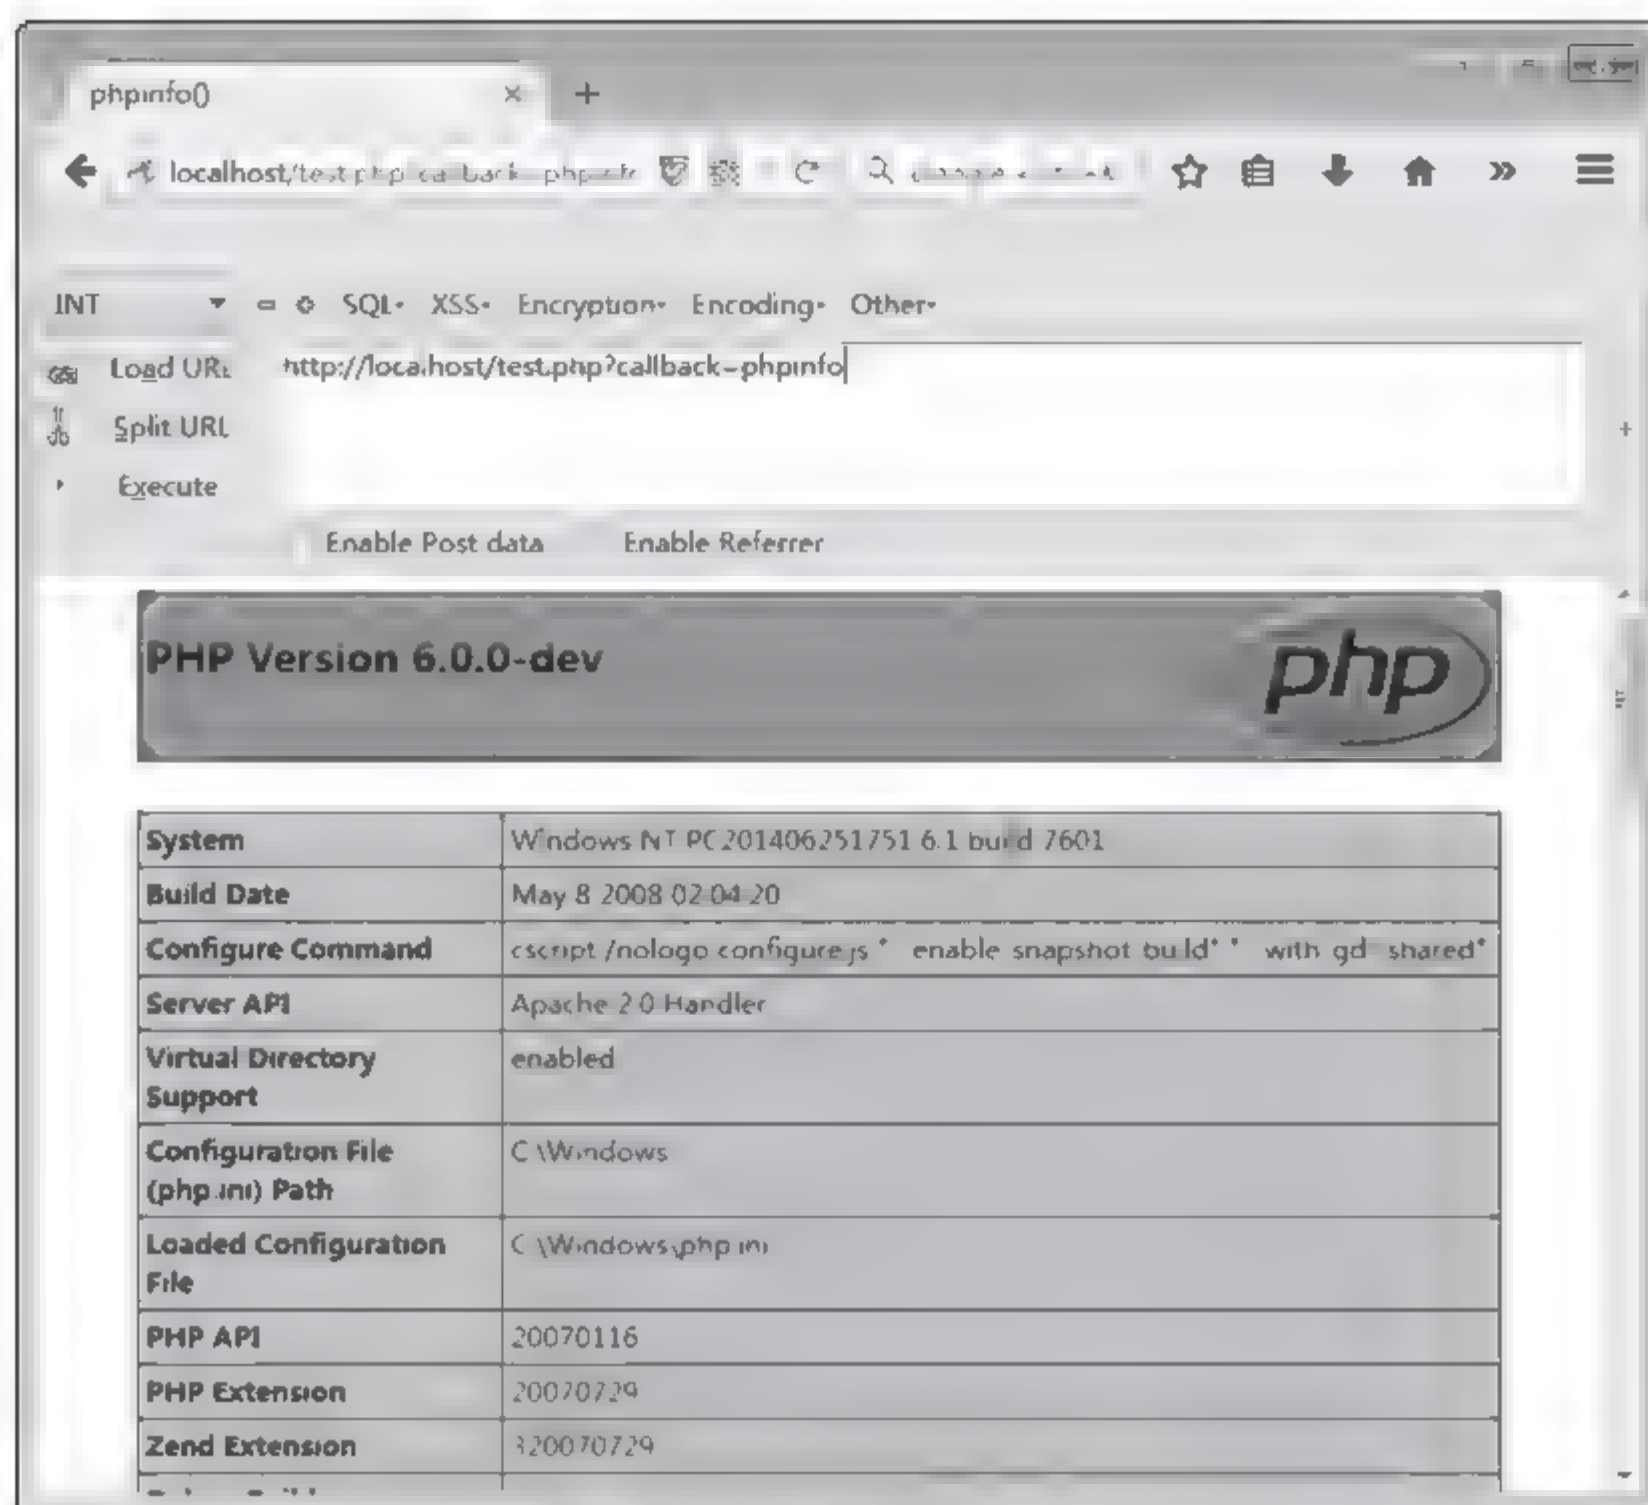 phpinfo()
localhost/test.php
INT SQL XSS Encryption Encoding Other
Load URL http://localhost/test.php?callback=phpinfo
Split URL
Execute
Enable Post data Enable Referrer
PHP Version 6.0.0-dev
php
System Windows NT PC201406251751 6.1 build 7601
Build Date May 8 2008 02:04:20
Configure Command cscript /nologo configure.js "--enable-snapshot-build" "--with-gd=shared"
Server API Apache 2.0 Handler
Virtual Directory enabled
Support
Configuration File C:\Windows
(php.ini) Path
Loaded Configuration C:\Windows\php.ini
File
PHP API 20070116
PHP Extension 20070729
Zend Extension 320070729